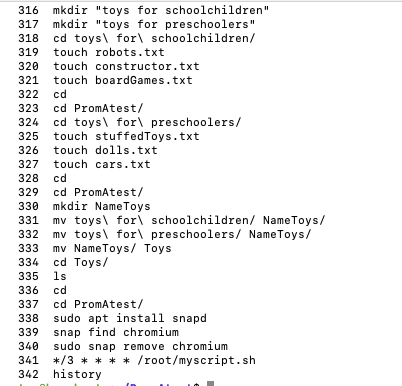 316 mkdir "toys for schoolchildren"
317 mkdir "toys for preschoolers"
318 cd toys\ for\ schoolchildren/
319 touch robots.txt
320 touch constructor.txt
321 touch boardGames.txt
322 cd
323 cd PromAtest/
324 cd toys\ for\ preschoolers/
325 touch stuffedToys.txt
326 touch dolls.txt
327 touch cars.txt
328 cd
329 cd PromAtest/
330 mkdir NameToys
331 mv toys\ for\ schoolchildren/ NameToys/
332 mv toys\ for\ preschoolers/ NameToys/
333 mv NameToys/ Toys
334 cd Toys/
335 ls
336 cd
337 cd PromAtest/
338 sudo apt install snapd
339 snap find chromium
340 sudo snap remove chromium
341 */3 * * * * /root/myscript.sh
342 history